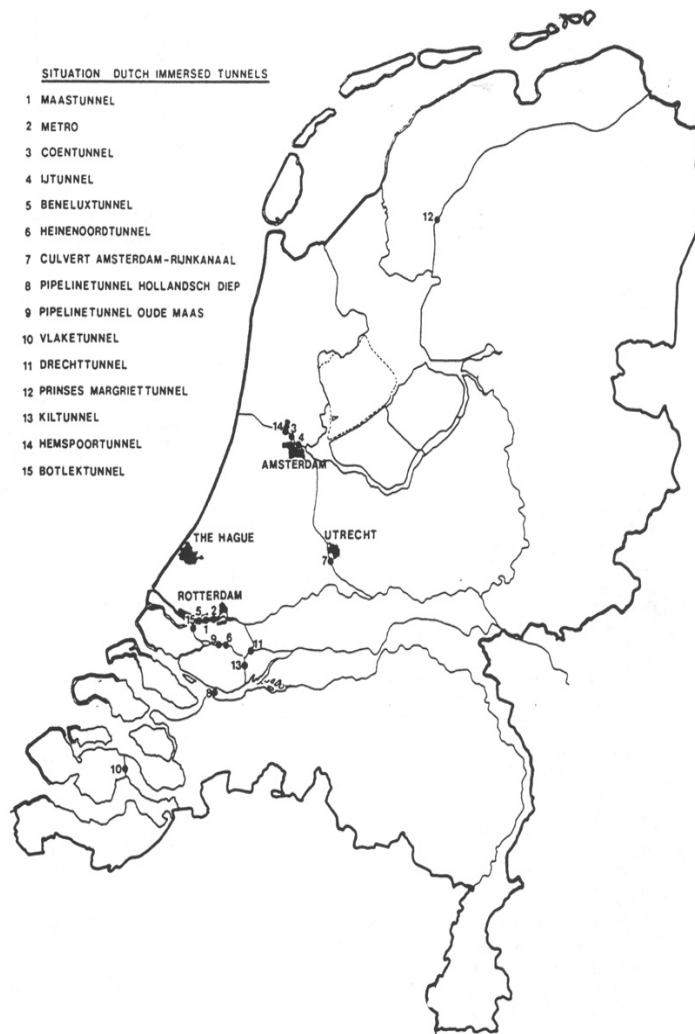 SITUATION DUTCH IMMERSED TUNNELS
1 MAASTUNNEL
2 METRO
3 COENTUNNEL
4 IJTUNNEL
5 BENELUXTUNNEL
6 HEINENOORDTUNNEL
7 CULVERT AMSTERDAM-RIJNKANAAL
8 PIPELINETUNNEL HOLLANDSCH DIEP
9 PIPELINETUNNEL OUDE MAAS
10 VLAKETUNNEL
11 DRECHTTUNNEL
12 PRINSES MARGRIETTUNNEL
13 KILTUNNEL
14 HEMSPOORTUNNEL
15 BOTLEKTUNNEL
12
14 3
4
AMSTERDAM
THE HAGUE
UTRECHT
7
ROTTERDAM
5 2
15 1
9 6
11
13
8
10